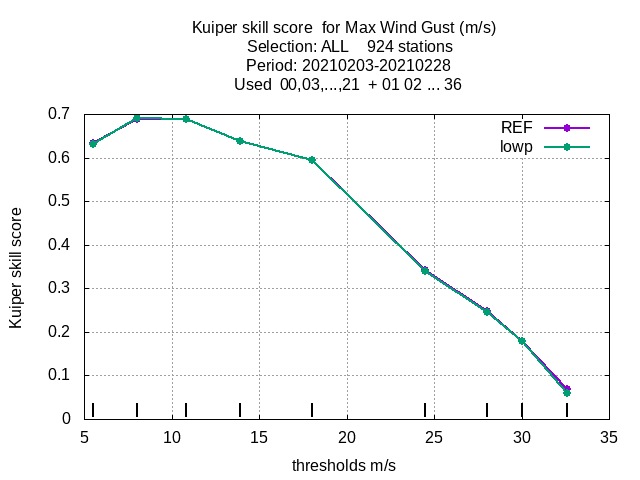 Kuiper skill score  for Max Wind Gust (m/s)
Selection: ALL    924 stations
Period: 20210203-20210228
Used  00,03,...,21  + 01 02 ... 36
REF
lowp
Kuiper skill score
0.7
0.6
0.5
0.4
0.3
0.2
0.1
0
5 10 15 20 25 30 35
thresholds m/s